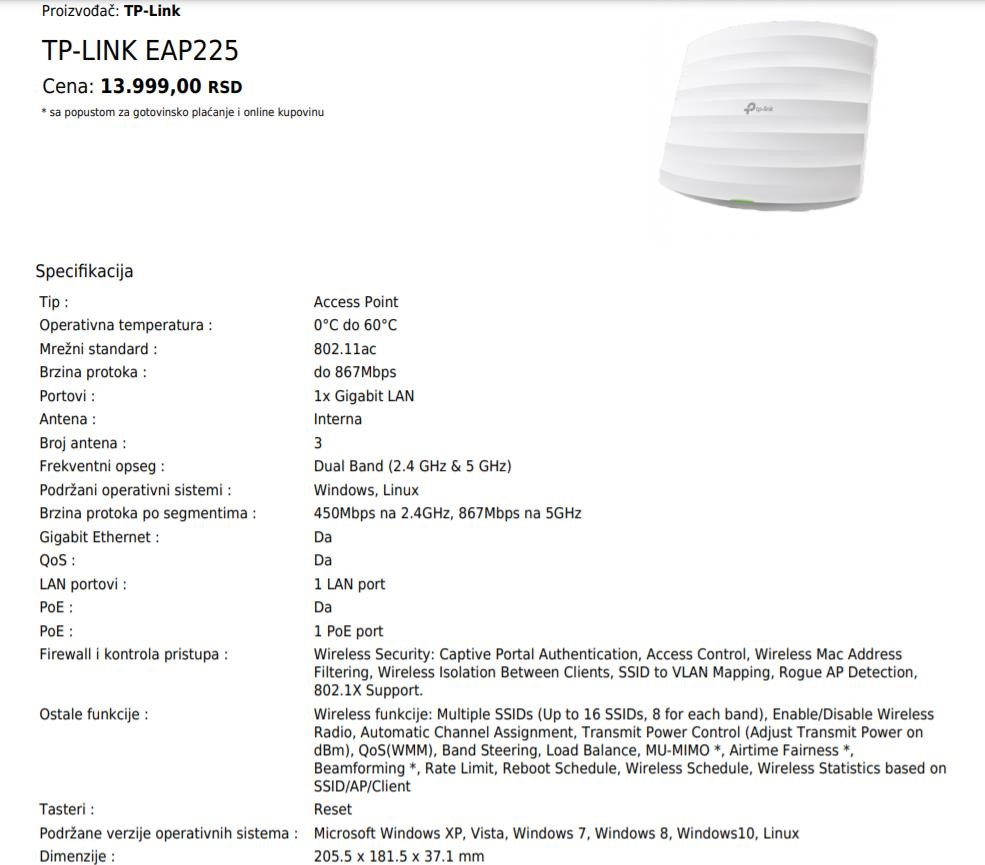 Proizvođač: TP-Link
TP-LINK EAP225
Cena: 13.999,00 RSD
* sa popustom za gotovinsko plaćanje i online kupovinu
tp-link
Specifikacija
Tip : Access Point
Operativna temperatura : 0°C do 60°C
Mrežni standard : 802.11ac
Brzina protoka : do 867Mbps
Portovi : 1x Gigabit LAN
Antena : Interna
Broj antena : 3
Frekventni opseg : Dual Band (2.4 GHz & 5 GHz)
Podržani operativni sistemi : Windows, Linux
Brzina protoka po segmentima : 450Mbps na 2.4GHz, 867Mbps na 5GHz
Gigabit Ethernet : Da
QoS : Da
LAN portovi : 1 LAN port
PoE : Da
PoE : 1 PoE port
Firewall i kontrola pristupa : Wireless Security: Captive Portal Authentication, Access Control, Wireless Mac Address
Filtering, Wireless Isolation Between Clients, SSID to VLAN Mapping, Rogue AP Detection,
802.1X Support.
Ostale funkcije : Wireless funkcije: Multiple SSIDs (Up to 16 SSIDs, 8 for each band), Enable/Disable Wireless
Radio, Automatic Channel Assignment, Transmit Power Control (Adjust Transmit Power on
dBm), QoS(WMM), Band Steering, Load Balance, MU-MIMO *, Airtime Fairness *,
Beamforming *, Rate Limit, Reboot Schedule, Wireless Schedule, Wireless Statistics based on
SSID/AP/Client
Tasteri : Reset
Podržane verzije operativnih sistema : Microsoft Windows XP, Vista, Windows 7, Windows 8, Windows10, Linux
Dimenzije : 205.5 x 181.5 x 37.1 mm